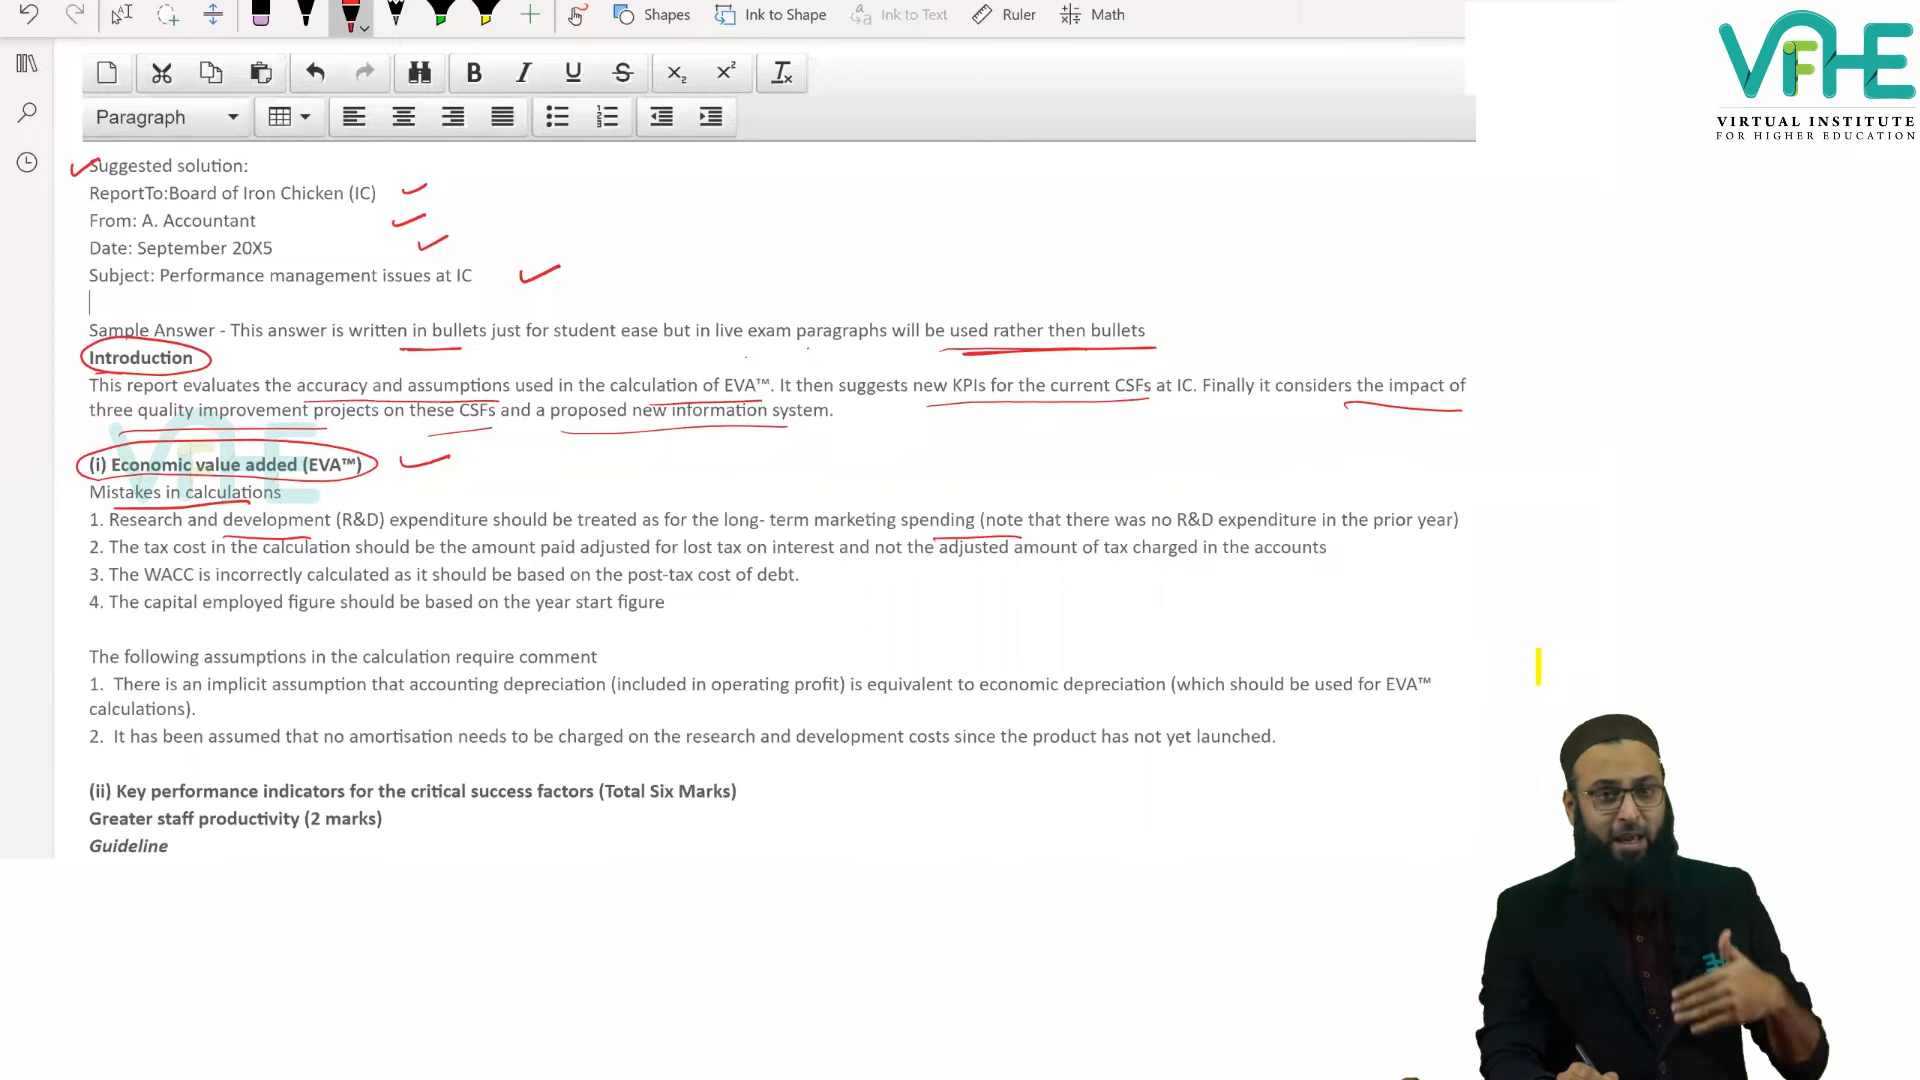 Shapes
Ink to Shape
Ink to Text
Ruler
Math
Paragraph
VIRTUAL INSTITUTE
FOR HIGHER EDUCATION
Suggested solution:
ReportTo:Board of Iron Chicken (IC)
From: A. Accountant
Date: September 20X5
Subject: Performance management issues at IC
Sample Answer - This answer is written in bullets just for student ease but in live exam paragraphs will be used rather then bullets
Introduction
This report evaluates the accuracy and assumptions used in the calculation of EVA™. It then suggests new KPIs for the current CSFs at IC. Finally it considers the impact of
three quality improvement projects on these CSFs and a proposed new information system.
(i) Economic value added (EVA™)
Mistakes in calculations
1. Research and development (R&D) expenditure should be treated as for the long- term marketing spending (note that there was no R&D expenditure in the prior year)
2. The tax cost in the calculation should be the amount paid adjusted for lost tax on interest and not the adjusted amount of tax charged in the accounts
3. The WACC is incorrectly calculated as it should be based on the post-tax cost of debt.
4. The capital employed figure should be based on the year start figure
The following assumptions in the calculation require comment
1. There is an implicit assumption that accounting depreciation (included in operating profit) is equivalent to economic depreciation (which should be used for EVA™
calculations).
2. It has been assumed that no amortisation needs to be charged on the research and development costs since the product has not yet launched.
(ii) Key performance indicators for the critical success factors (Total Six Marks)
Greater staff productivity (2 marks)
Guideline